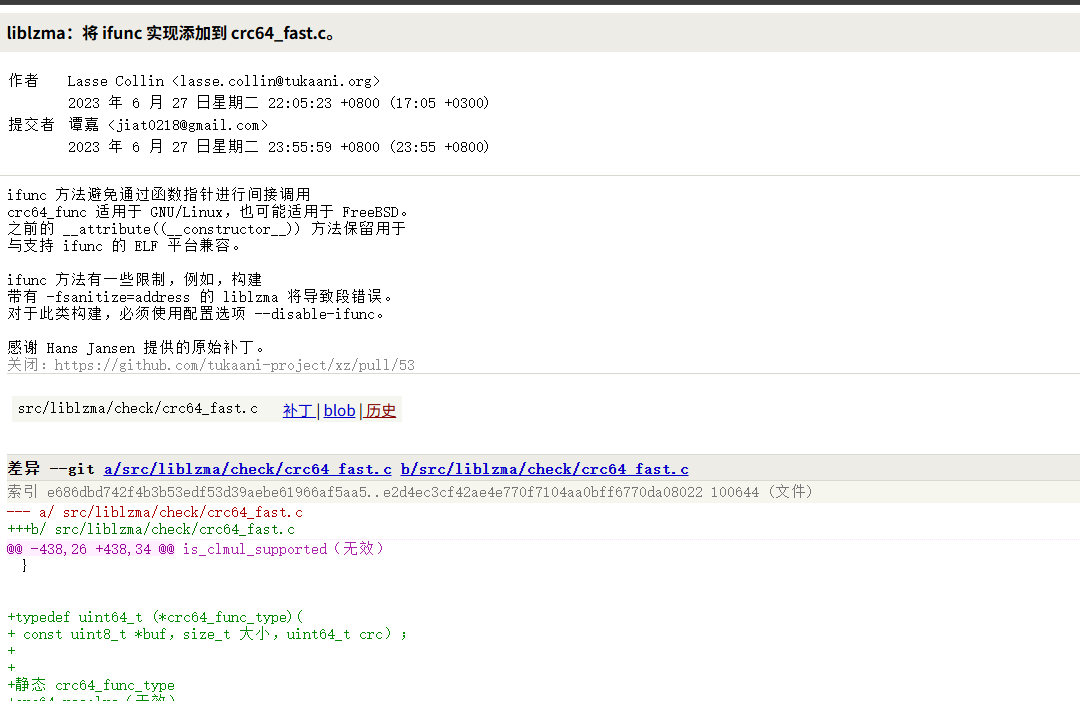 liblzma：将 ifunc 实现添加到 crc64_fast.c。
作者 Lasse Collin <lasse.collin@tukaani.org>
2023 年 6 月 27 日星期二 22:05:23 +0800 (17:05 +0300)
提交者 谭嘉 <jiat0218@gmail.com>
2023 年 6 月 27 日星期二 23:55:59 +0800 (23:55 +0800)
ifunc 方法避免通过函数指针进行间接调用
crc64_func 适用于 GNU/Linux，也可能适用于 FreeBSD。
之前的 __attribute((__constructor__)) 方法保留用于
与支持 ifunc 的 ELF 平台兼容。
ifunc 方法有一些限制，例如，构建
带有 -fsanitize=address 的 liblzma 将导致段错误。
对于此类构建，必须使用配置选项 --disable-ifunc。
感谢 Hans Jansen 提供的原始补丁。
关闭：https://github.com/tukaani-project/xz/pull/53
src/liblzma/check/crc64_fast.c 补丁 | blob | 历史
差异 --git a/src/liblzma/check/crc64_fast.c b/src/liblzma/check/crc64_fast.c
索引 e686dbd742f4b3b53edf53d39aebe61966af5aa5..e2d4ec3cf42ae4e770f7104aa0bff6770da08022 100644（文件）
--- a/ src/liblzma/check/crc64_fast.c
+++b/ src/liblzma/check/crc64_fast.c
@@ -438,26 +438,34 @@ is_clmul_supported（无效）
}
+typedef uint64_t (*crc64_func_type)(
+ const uint8_t *buf，size_t 大小，uint64_t crc）;
+
+
+静态 crc64_func_type